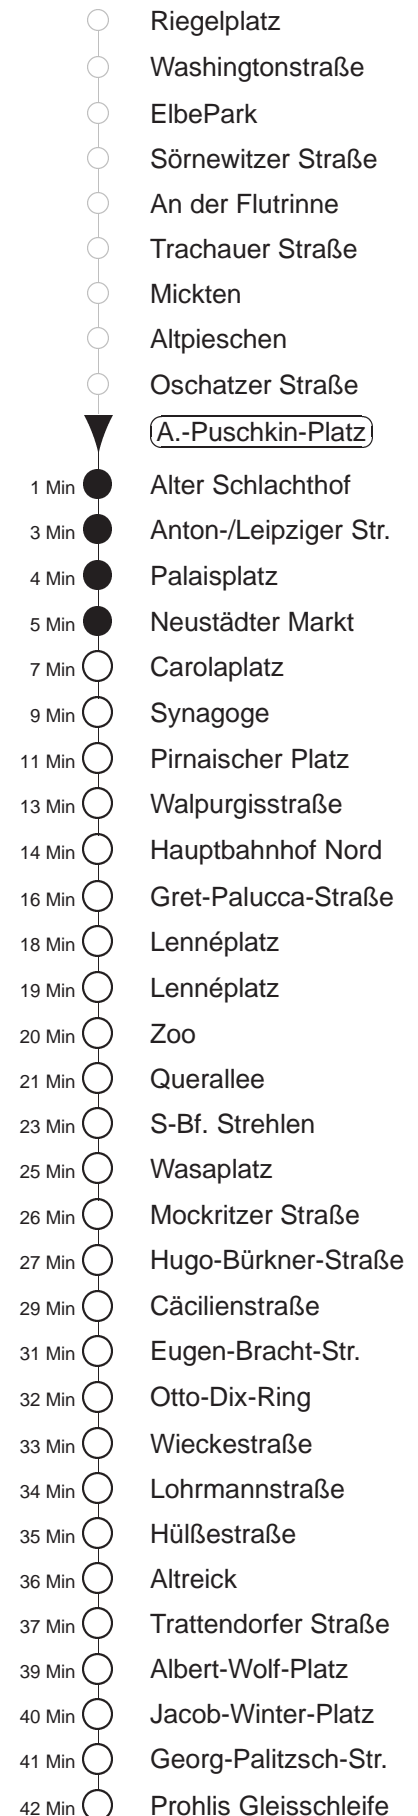 Riegelplatz
Washingtonstraße
ElbePark
Sörnewitzer Straße
An der Flutrinne
Trachauer Straße
Mickten
Altpieschen
Oschatzer Straße
A.-Puschkin-Platz
1 Min Alter Schlachthof
3 Min Anton-/Leipziger Str.
4 Min Palaisplatz
5 Min Neustädter Markt
7 Min Carolaplatz
9 Min Synagoge
11 Min Pirnaischer Platz
13 Min Walpurgisstraße
14 Min Hauptbahnhof Nord
16 Min Gret-Palucca-Straße
18 Min Lennéplatz
19 Min Lennéplatz
20 Min Zoo
21 Min Querallee
23 Min S-Bf. Strehlen
25 Min Wasaplatz
26 Min Mockritzer Straße
27 Min Hugo-Bürkner-Straße
29 Min Cäcilienstraße
31 Min Eugen-Bracht-Str.
32 Min Otto-Dix-Ring
33 Min Wieckestraße
34 Min Lohrmannstraße
35 Min Hülßestraße
36 Min Altreick
37 Min Trattendorfer Straße
39 Min Albert-Wolf-Platz
40 Min Jacob-Winter-Platz
41 Min Georg-Palitzsch-Str.
42 Min Prohlis Gleisschleife